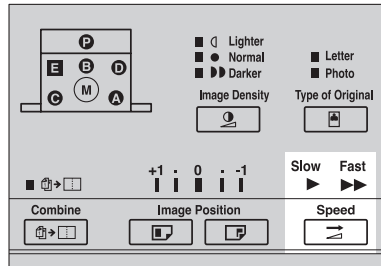 P
E B D
C M A
Lighter
Normal
Darker
Image Density
Letter
Photo
Type of Original
+1 · 0 · -1
Slow Fast
Combine
Image Position
Speed